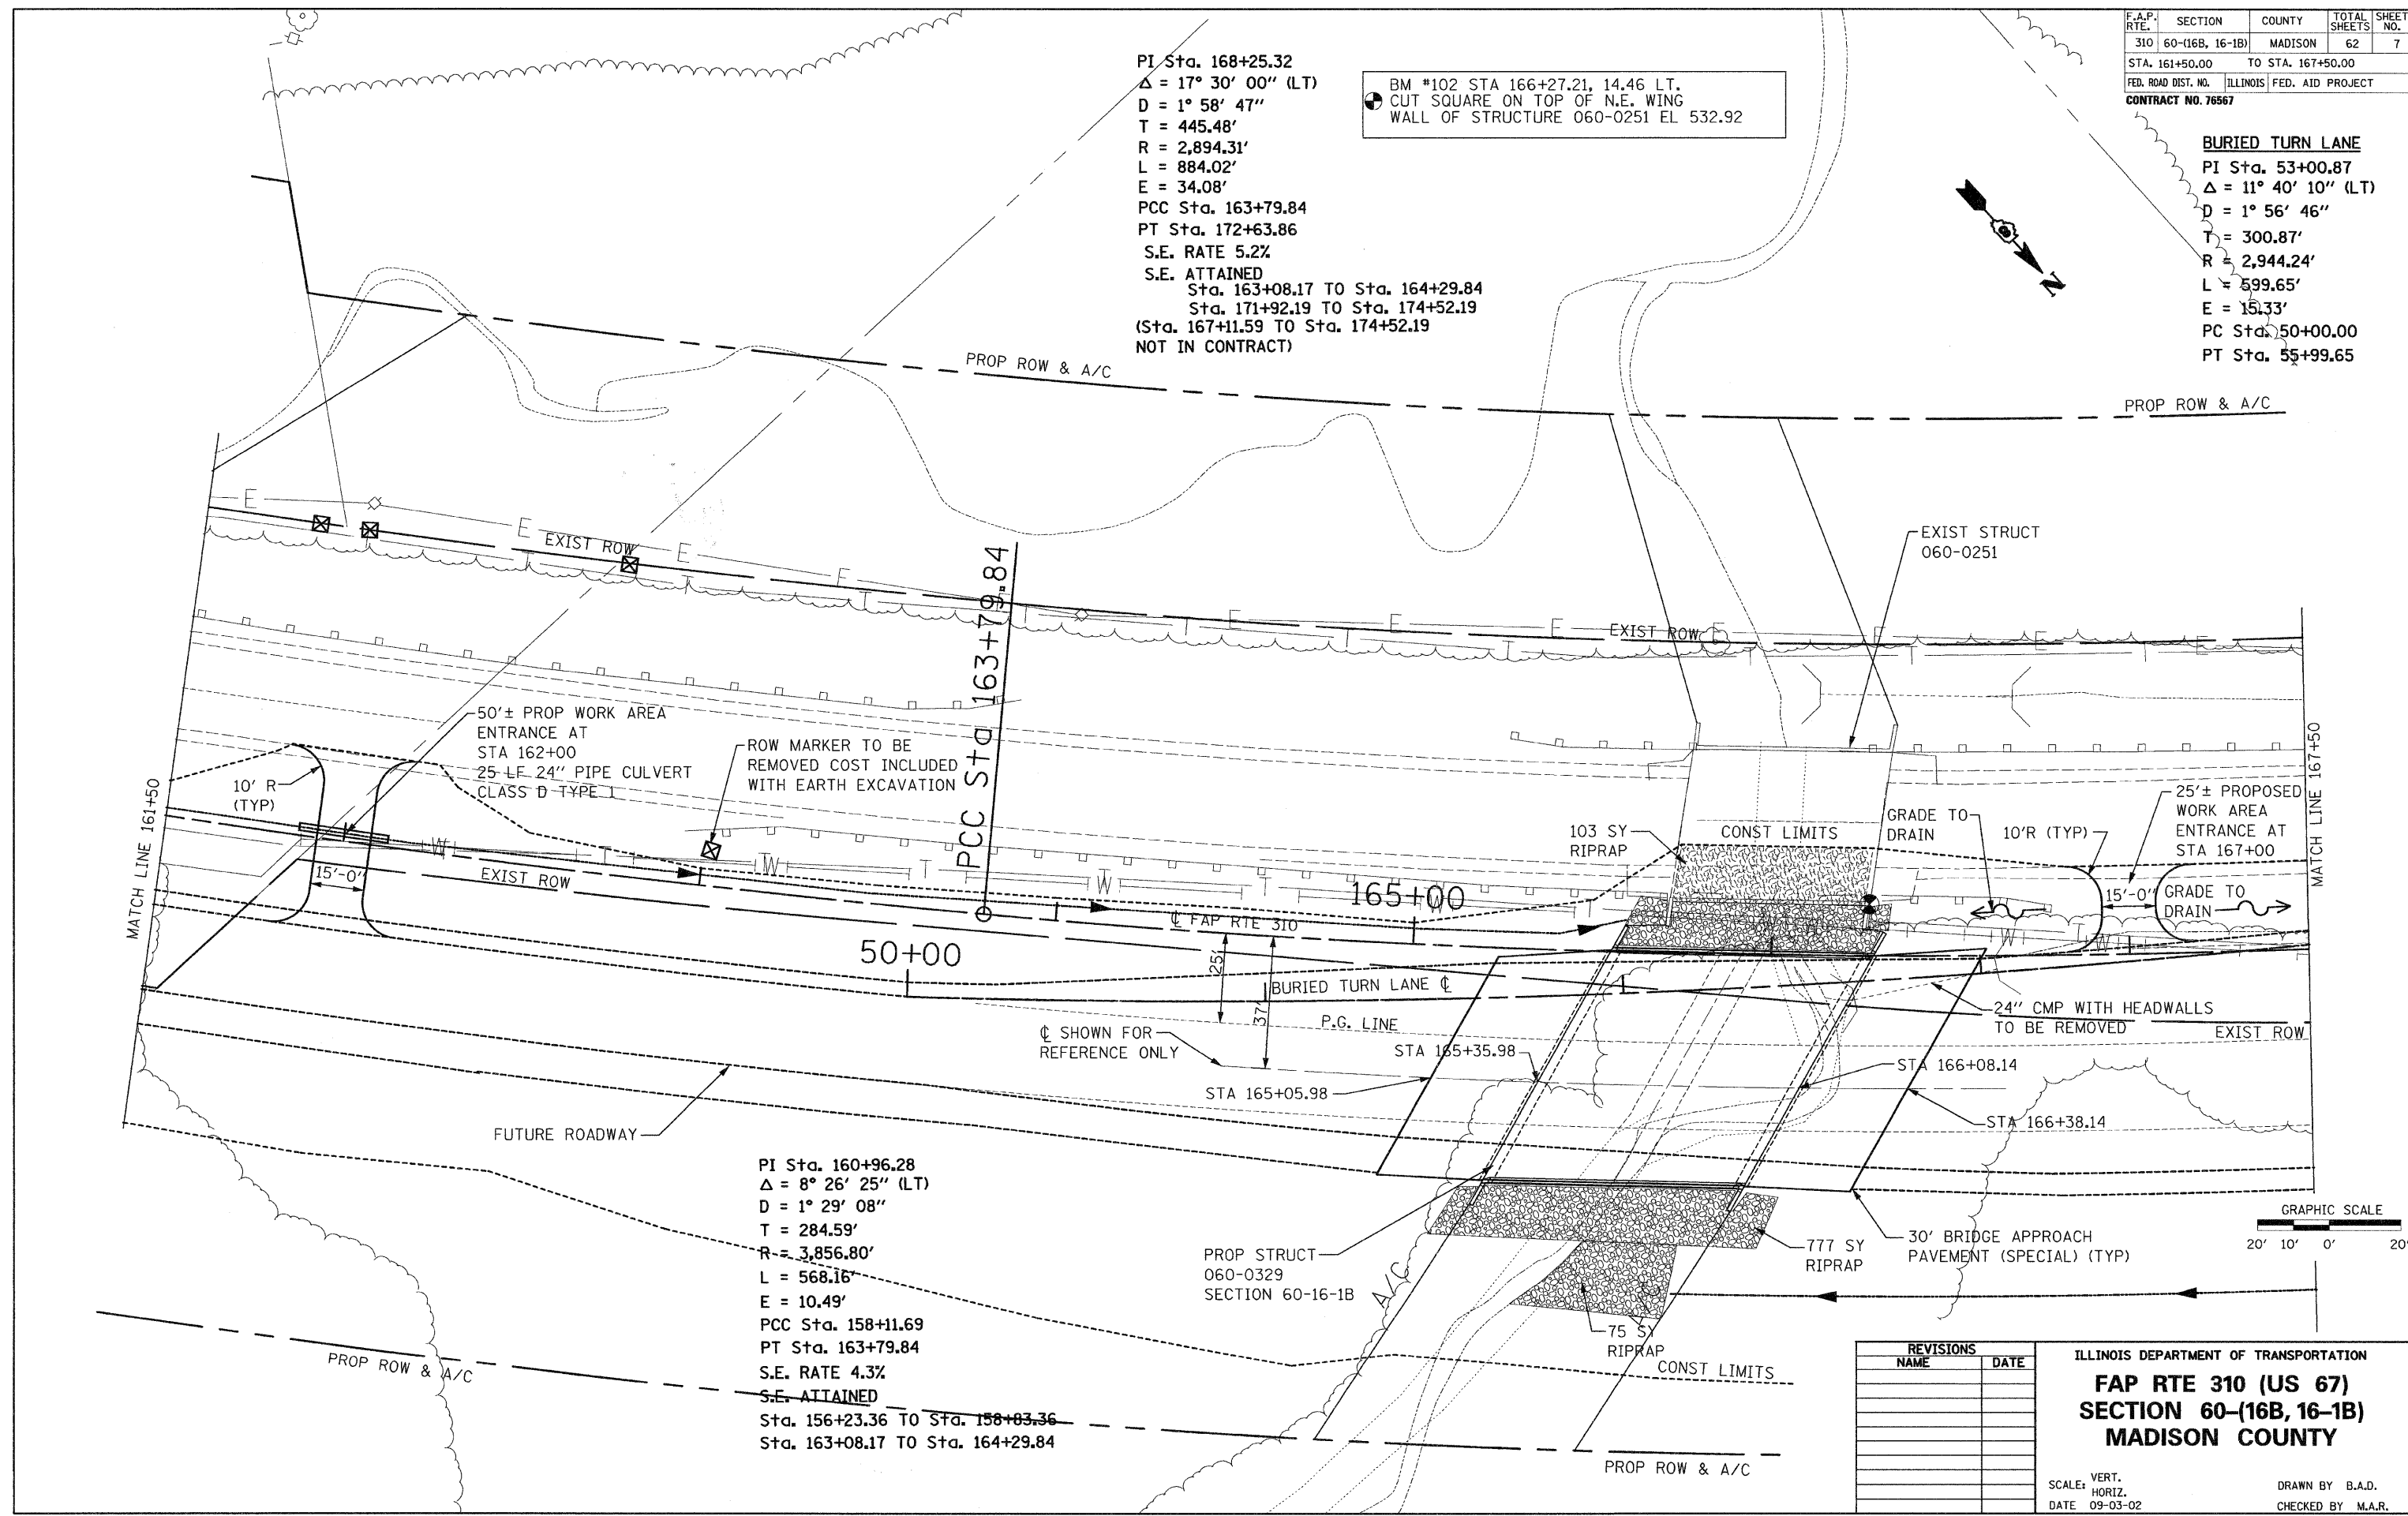 F.A.P. RTE. SECTION COUNTY TOTAL SHEETS SHEET NO.
310 60-(16B, 16-1B) MADISON 62 7
STA. 161+50.00 TO STA. 167+50.00
FED. ROAD DIST. NO. ILLINOIS FED. AID PROJECT
CONTRACT NO. 76567
PI Sta. 168+25.32
Δ = 17° 30' 00" (LT)
D = 1° 58' 47"
T = 445.48'
R = 2,894.31'
L = 884.02'
E = 34.08'
PCC Sta. 163+79.84
PT Sta. 172+63.86
S.E. RATE 5.2%
S.E. ATTAINED
Sta. 163+08.17 TO Sta. 164+29.84
Sta. 171+92.19 TO Sta. 174+52.19
(Sta. 167+11.59 TO Sta. 174+52.19
NOT IN CONTRACT)
BM #102 STA 166+27.21, 14.46 LT.
CUT SQUARE ON TOP OF N.E. WING
WALL OF STRUCTURE 060-0251 EL 532.92
BURIED TURN LANE
PI Sta. 53+00.87
Δ = 11° 40' 10" (LT)
D = 1° 56' 46"
T = 300.87'
R = 2,944.24'
L = 599.65'
E = 15.33'
PC Sta. 50+00.00
PT Sta. 55+99.65
N
PROP ROW & A/C
PROP ROW & A/C
E
E
EXIST ROW
E
E
E
E
E
EXIST ROW
E
E
E
E
EXIST STRUCT
060-0251
PCC Sta 163+79.84
MATCH LINE 161+50
MATCH LINE 167+50
50'± PROP WORK AREA
ENTRANCE AT
STA 162+00
25 LF 24" PIPE CULVERT
CLASS D TYPE 1
10' R
(TYP)
15'-0"
ROW MARKER TO BE
REMOVED COST INCLUDED
WITH EARTH EXCAVATION
EXIST ROW
W
T
W
T
W
T
W
103 SY
RIPRAP
CONST LIMITS
GRADE TO
DRAIN
10'R (TYP)
25'± PROPOSED
WORK AREA
ENTRANCE AT
STA 167+00
15'-0"
GRADE TO
DRAIN
165+00
℄ FAP RTE 310
50+00
25'
37'
BURIED TURN LANE ℄
P.G. LINE
℄ SHOWN FOR
REFERENCE ONLY
24" CMP WITH HEADWALLS
TO BE REMOVED
EXIST ROW
STA 165+35.98
STA 165+05.98
STA 166+08.14
STA 166+38.14
FUTURE ROADWAY
PI Sta. 160+96.28
Δ = 8° 26' 25" (LT)
D = 1° 29' 08"
T = 284.59'
R = 3,856.80'
L = 568.16'
E = 10.49'
PCC Sta. 158+11.69
PT Sta. 163+79.84
S.E. RATE 4.3%
S.E. ATTAINED
Sta. 156+23.36 TO Sta. 158+83.36
Sta. 163+08.17 TO Sta. 164+29.84
PROP STRUCT
060-0329
SECTION 60-16-1B
A/C
777 SY
RIPRAP
30' BRIDGE APPROACH
PAVEMENT (SPECIAL) (TYP)
75 SY
RIPRAP
CONST LIMITS
GRAPHIC SCALE
20' 10' 0' 20'
PROP ROW & A/C
PROP ROW & A/C
REVISIONS
NAME DATE
ILLINOIS DEPARTMENT OF TRANSPORTATION
FAP RTE 310 (US 67)
SECTION 60-(16B, 16-1B)
MADISON COUNTY
SCALE: VERT.
HORIZ.
DATE 09-03-02
DRAWN BY B.A.D.
CHECKED BY M.A.R.